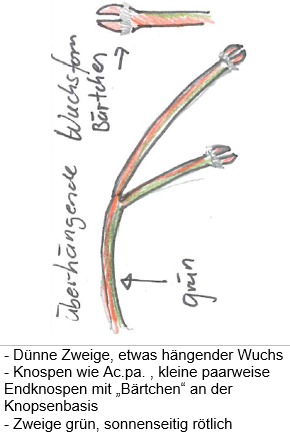 überhängende Wuchsform
Bärtchen
grün
- Dünne Zweige, etwas hängender Wuchs
- Knospen wie Ac.pa. , kleine paarweise
Endknospen mit „Bärtchen“ an der
Knopsenbasis
- Zweige grün, sonnenseitig rötlich